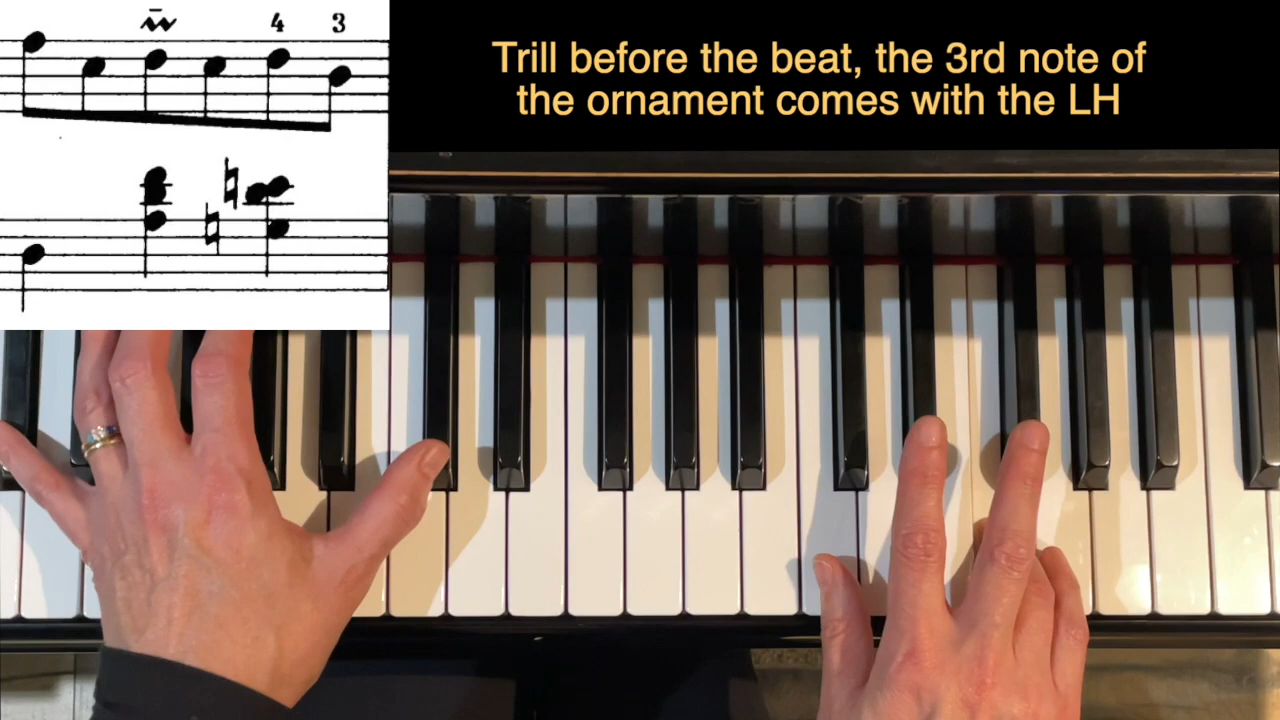 4 3
Trill before the beat, the 3rd note of
the ornament comes with the LH